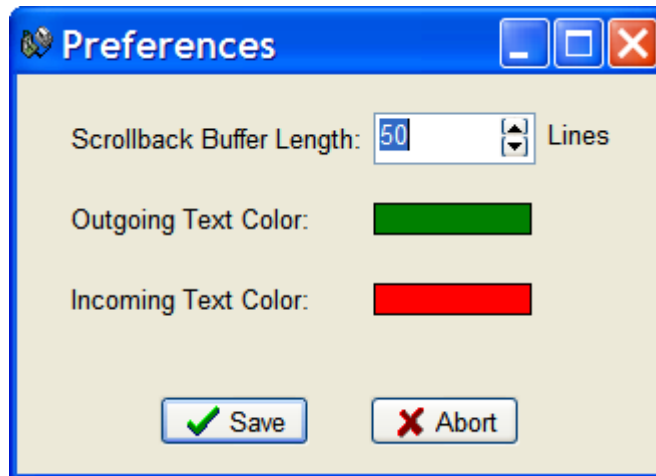 Preferences
Scrollback Buffer Length: 50 Lines
Outgoing Text Color:
Incoming Text Color:
Save Abort